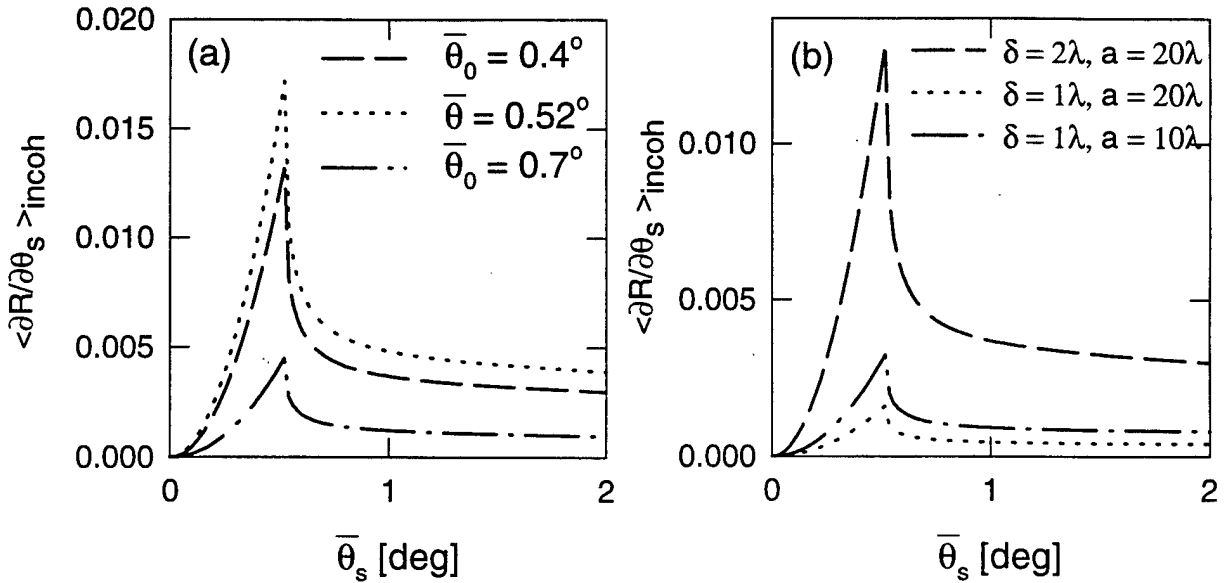 (a)
θ̅₀ = 0.4°
θ̅ = 0.52°
θ̅₀ = 0.7°
0.020
0.015
0.010
0.005
0.000
<∂R/∂θₛ >incoh
0 1 2
θ̅ₛ [deg]
(b)
δ = 2λ, a = 20λ
δ = 1λ, a = 20λ
δ = 1λ, a = 10λ
0.010
0.005
0.000
<∂R/∂θₛ >incoh
0 1 2
θ̅ₛ [deg]